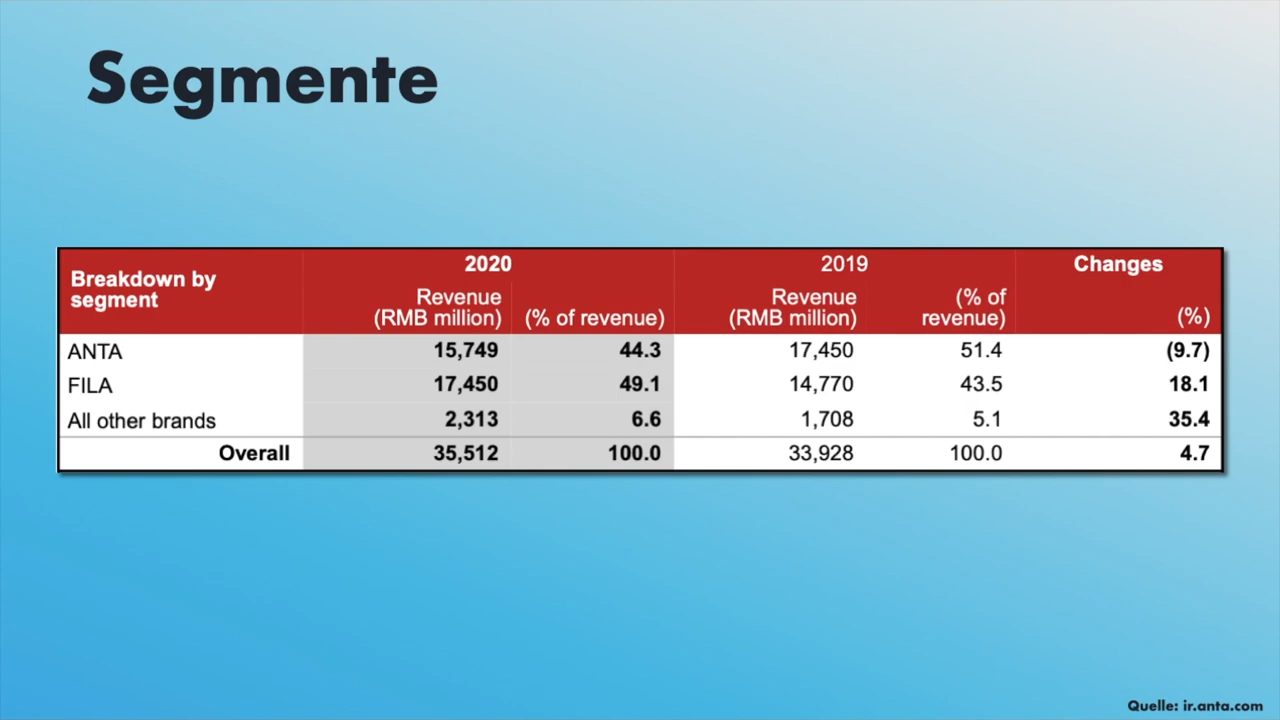 Segmente
Breakdown by segment 2020 2019 Changes
Revenue (RMB million) (% of revenue) Revenue (RMB million) (% of revenue) (%)
ANTA 15,749 44.3 17,450 51.4 (9.7)
FILA 17,450 49.1 14,770 43.5 18.1
All other brands 2,313 6.6 1,708 5.1 35.4
Overall 35,512 100.0 33,928 100.0 4.7
Quelle: ir.anta.com